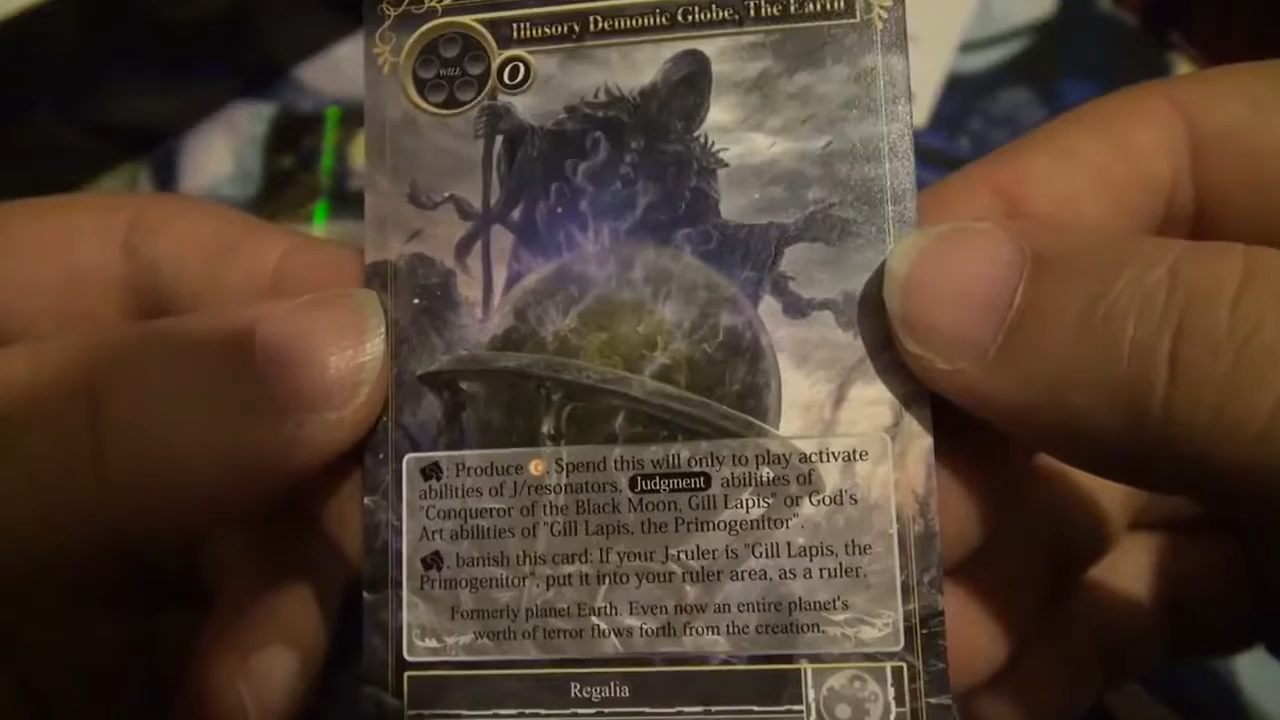 Illusory Demonic Globe, The Earth
WILL
0
: Produce . Spend this will only to play activate
abilities of J/resonators, Judgment abilities of
"Conqueror of the Black Moon, Gill Lapis" or God's
Art abilities of "Gill Lapis, the Primogenitor".
, banish this card: If your J-ruler is "Gill Lapis, the
Primogenitor", put it into your ruler area, as a ruler.
Formerly planet Earth. Even now an entire planet's
worth of terror flows forth from the creation.
Regalia